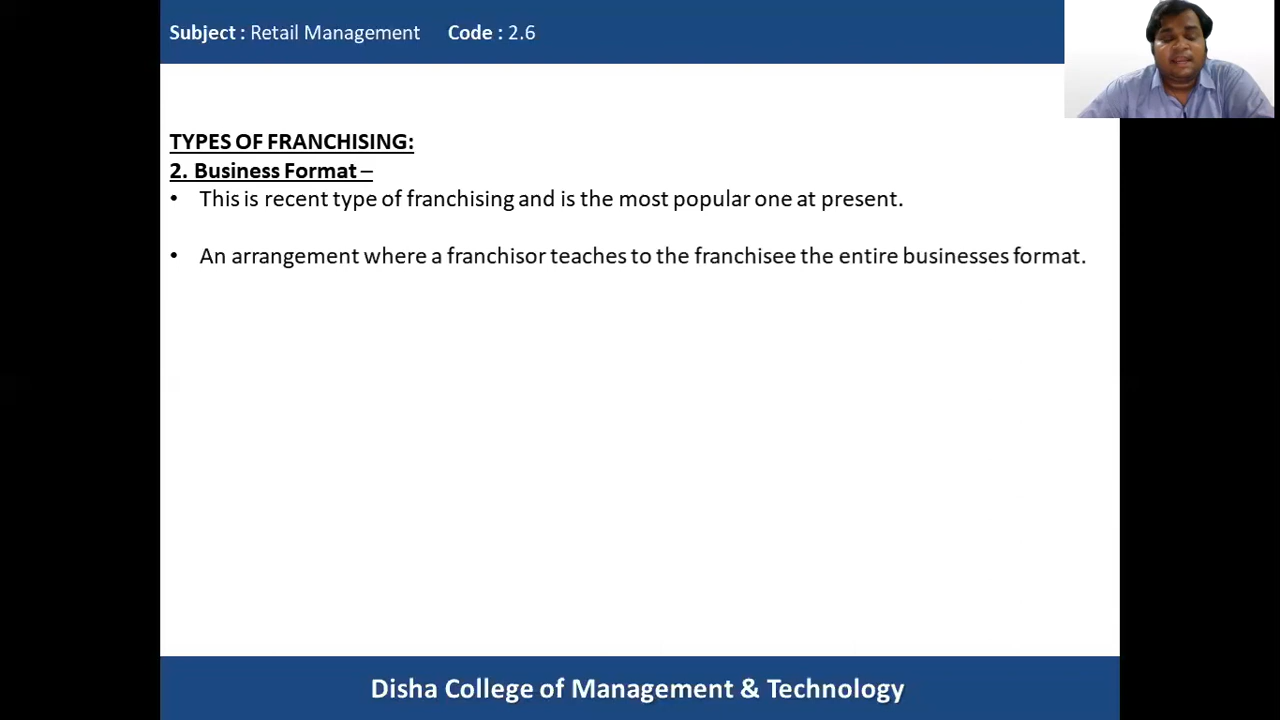 Subject : Retail Management Code : 2.6
TYPES OF FRANCHISING:
2. Business Format –
• This is recent type of franchising and is the most popular one at present.
• An arrangement where a franchisor teaches to the franchisee the entire businesses format.
Disha College of Management & Technology